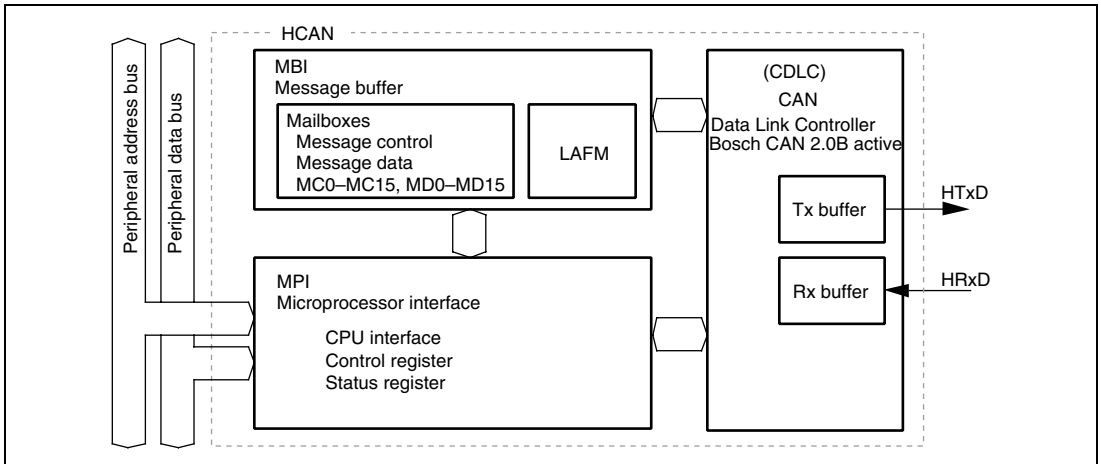 HCAN
Peripheral address bus
Peripheral data bus
MBI
Message buffer
Mailboxes
Message control
Message data
MC0–MC15, MD0–MD15
LAFM
(CDLC)
CAN
Data Link Controller
Bosch CAN 2.0B active
Tx buffer
HTxD
Rx buffer
HRxD
MPI
Microprocessor interface
CPU interface
Control register
Status register